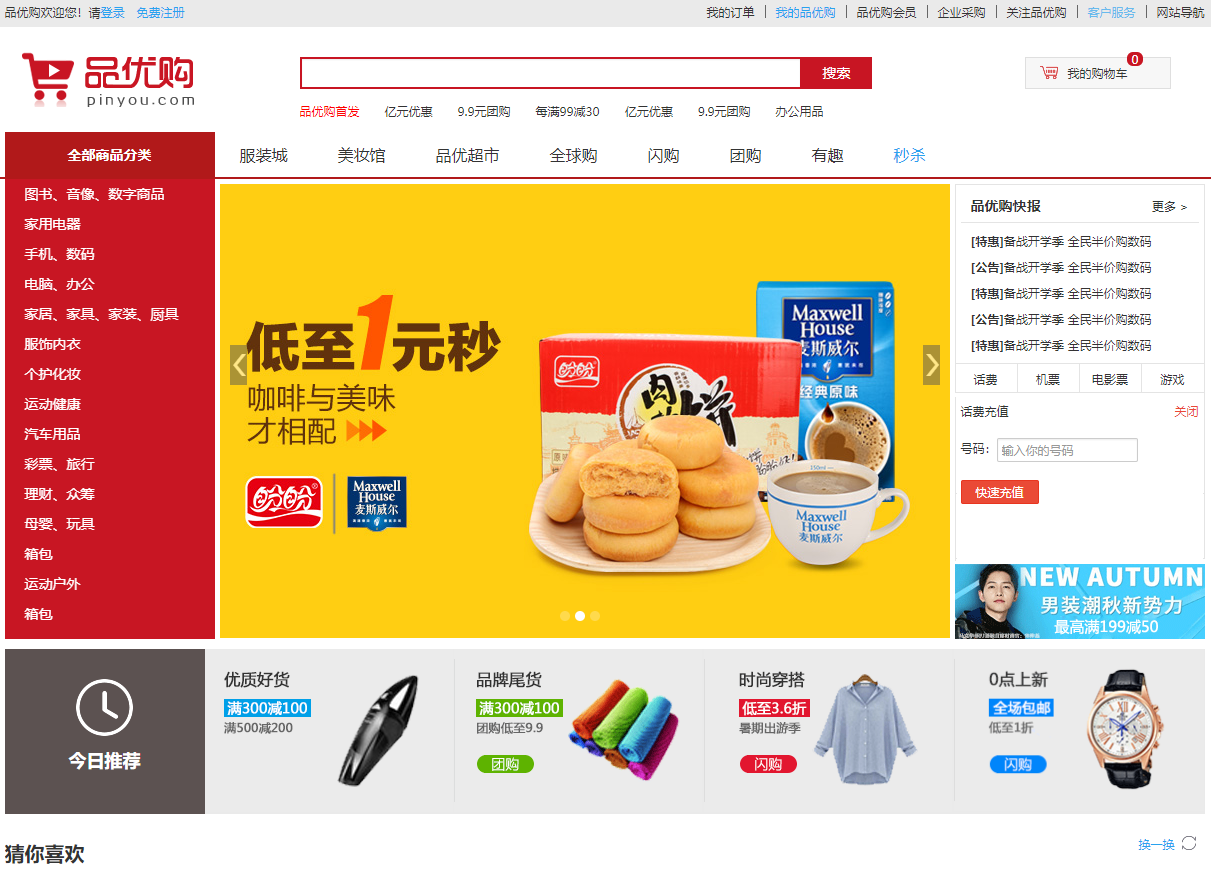 品优购欢迎您！请登录 免费注册
我的订单 我的品优购 品优购会员 企业采购 关注品优购 客户服务 网站导航
品优购
pinyou.com
搜索
我的购物车
0
品优购首发 亿元优惠 9.9元团购 每满99减30 亿元优惠 9.9元团购 办公用品
全部商品分类
服装城 美妆馆 品优超市 全球购 闪购 团购 有趣 秒杀
图书、音像、数字商品
家用电器
手机、数码
电脑、办公
家居、家具、家装、厨具
服饰内衣
个护化妆
运动健康
汽车用品
彩票、旅行
理财、众筹
母婴、玩具
箱包
运动户外
箱包
低至1元秒
咖啡与美味
才相配
盼盼
Maxwell
House
麦斯威尔
盼盼
肉松饼
Maxwell
House
麦斯威尔
经典原味
150ml
Maxwell
House
麦斯威尔
品优购快报
更多 >
[特惠]备战开学季 全民半价购数码
[公告]备战开学季 全民半价购数码
[特惠]备战开学季 全民半价购数码
[公告]备战开学季 全民半价购数码
[特惠]备战开学季 全民半价购数码
话费 机票 电影票 游戏
话费充值
关闭
号码：
输入你的号码
快速充值
NEW AUTUMN
男装潮秋新势力
最高满199减50
今日推荐
优质好货
满300减100
满500减200
品牌尾货
满300减100
团购低至9.9
团购
时尚穿搭
低至3.6折
暑期出游季
闪购
0点上新
全场包邮
低至1折
闪购
猜你喜欢
换一换